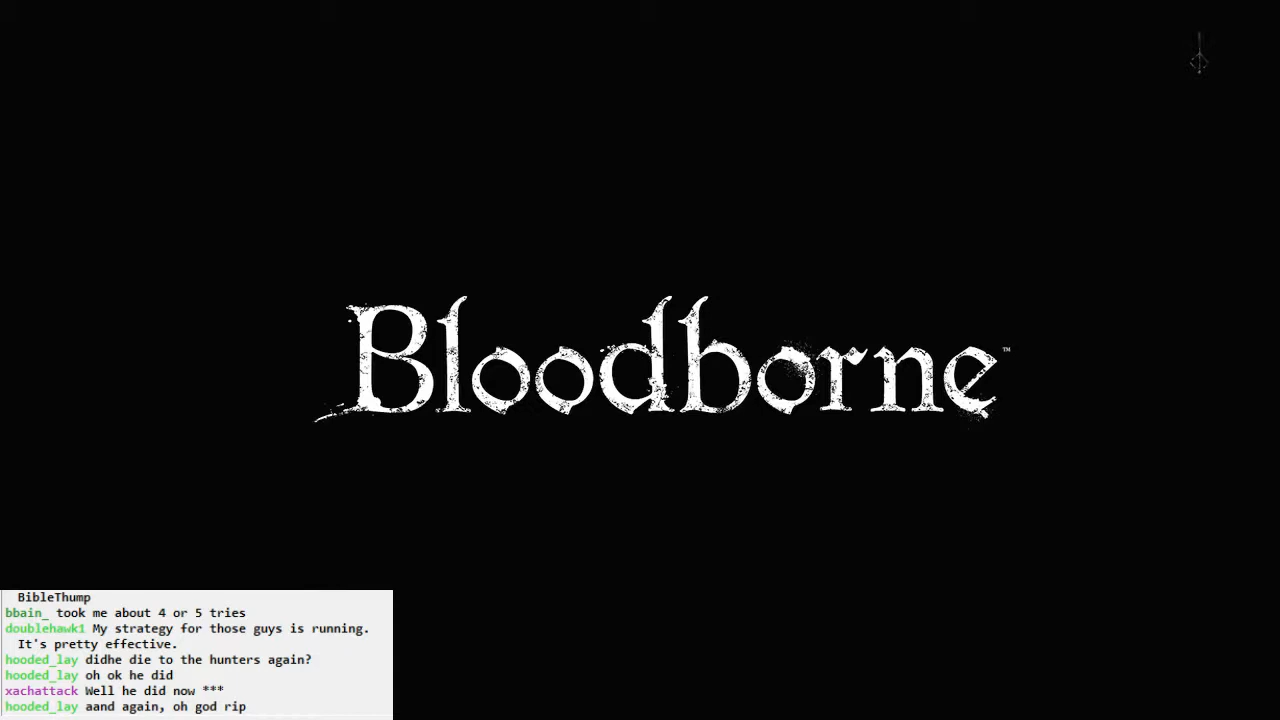 Bloodborne™
BibleThump
bbain_ took me about 4 or 5 tries
doublehawk1 My strategy for those guys is running.
It's pretty effective.
hooded_lay didhe die to the hunters again?
hooded_lay oh ok he did
xachattack Well he did now ***
hooded_lay aand again, oh god rip